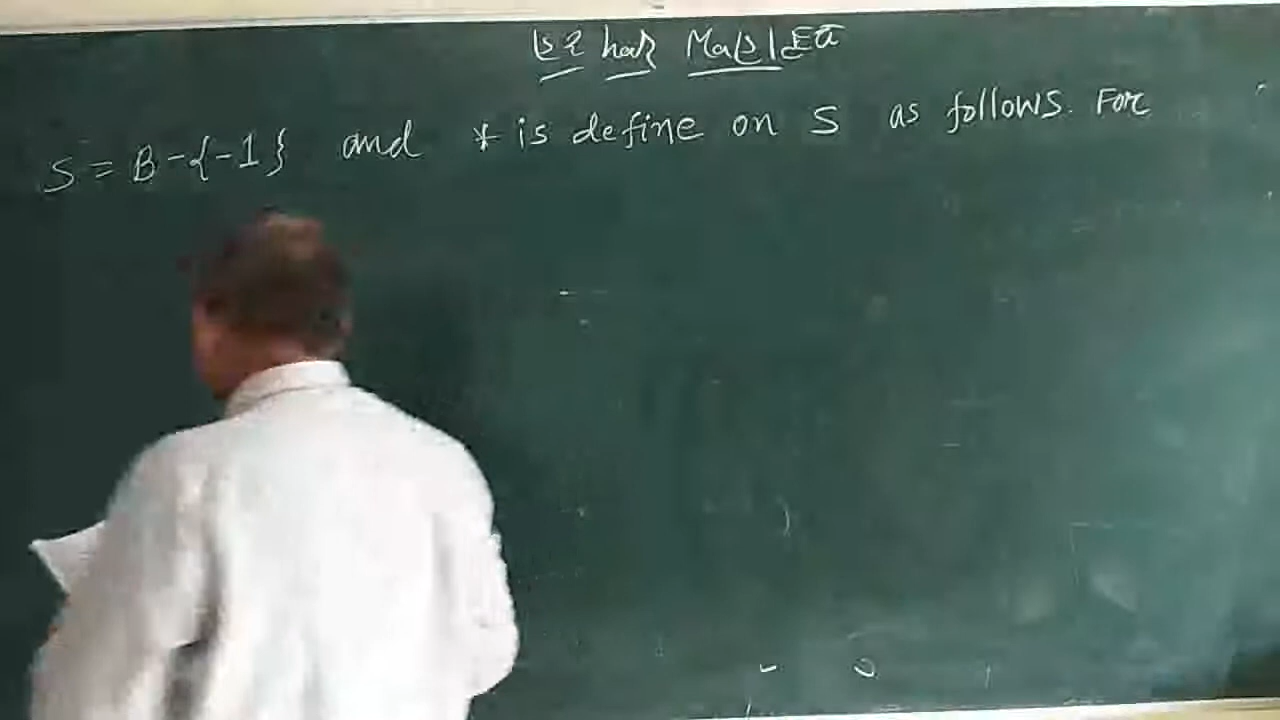 S = B - {-1} and * is define on S as follows. For